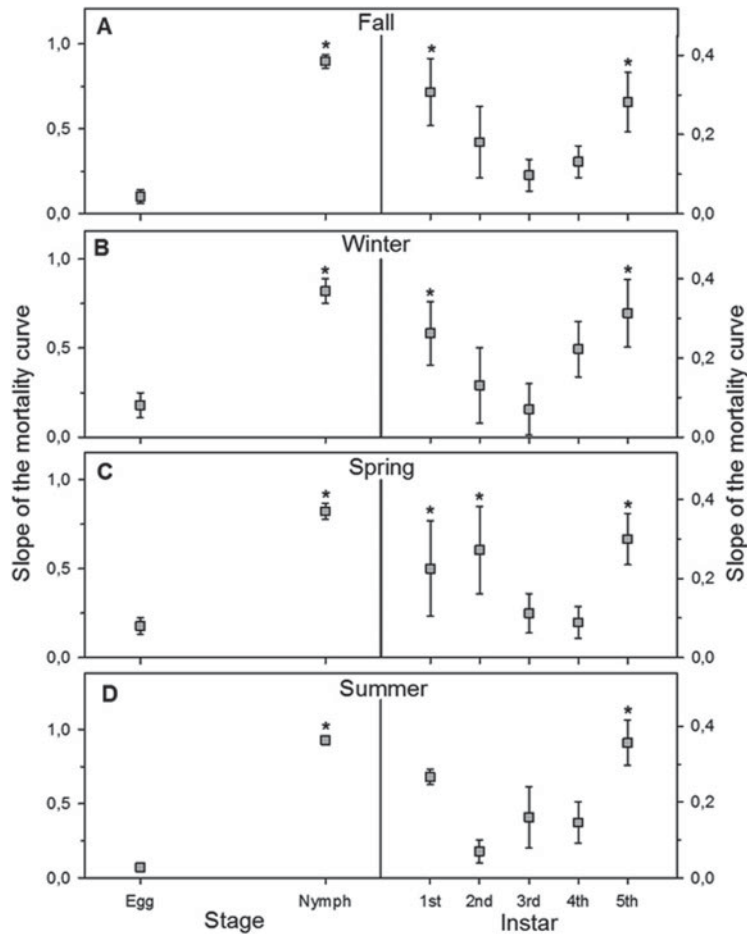 A Fall
1,0
0,5
0,0
* * *
0,4
0,2
0,0
B Winter
1,0
0,5
0,0
* * *
0,4
0,2
0,0
C Spring
1,0
0,5
0,0
* * * *
0,4
0,2
0,0
D Summer
1,0
0,5
0,0
* *
0,4
0,2
0,0
Egg Nymph 1st 2nd 3rd 4th 5th
Stage Instar
Slope of the mortality curve
Slope of the mortality curve